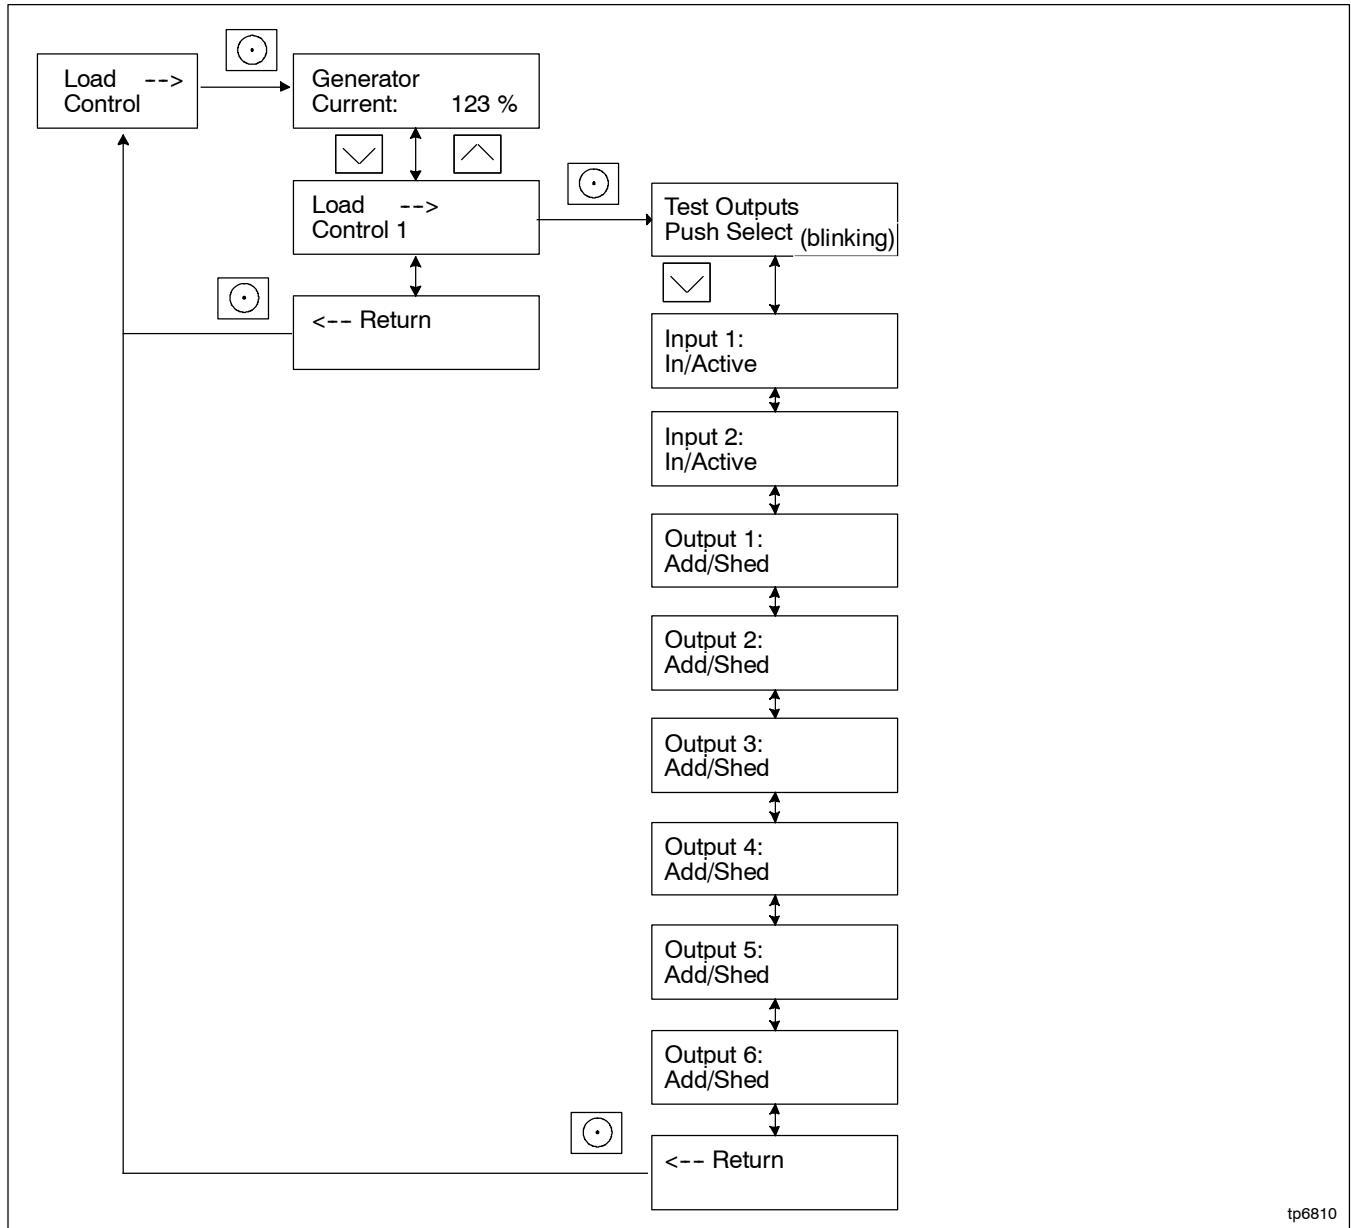 Load -->
Control
Generator
Current: 123 %
Load -->
Control 1
<-- Return
Test Outputs
Push Select (blinking)
Input 1:
In/Active
Input 2:
In/Active
Output 1:
Add/Shed
Output 2:
Add/Shed
Output 3:
Add/Shed
Output 4:
Add/Shed
Output 5:
Add/Shed
Output 6:
Add/Shed
<-- Return
tp6810